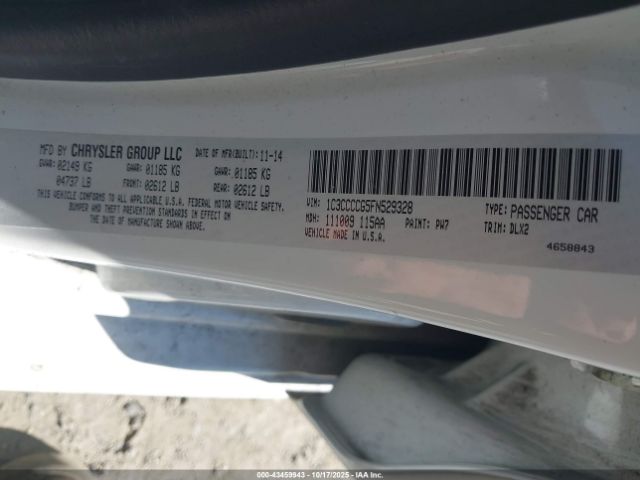 MFD BY CHRYSLER GROUP LLC DATE OF MFR(BUILT): 11-14
GVWR: 02149 KG GAWR: 01185 KG GAWR: 01185 KG
04737 LB FRONT: 02612 LB REAR: 02612 LB
THIS VEHICLE CONFORMS TO ALL APPLICABLE U.S.A. FEDERAL MOTOR VEHICLE SAFETY,
BUMPER AND THEFT PREVENTION STANDARDS IN EFFECT ON
THE DATE OF MANUFACTURE SHOWN ABOVE.
VIN: 1C3CCCCG5FN529328 TYPE: PASSENGER CAR
MDH: 111009 115AA PAINT: PW7 TRIM: DLX2
VEHICLE MADE IN U.S.A. 4658843
000-43459943 - 10/17/2025 - IAAI, Inc.